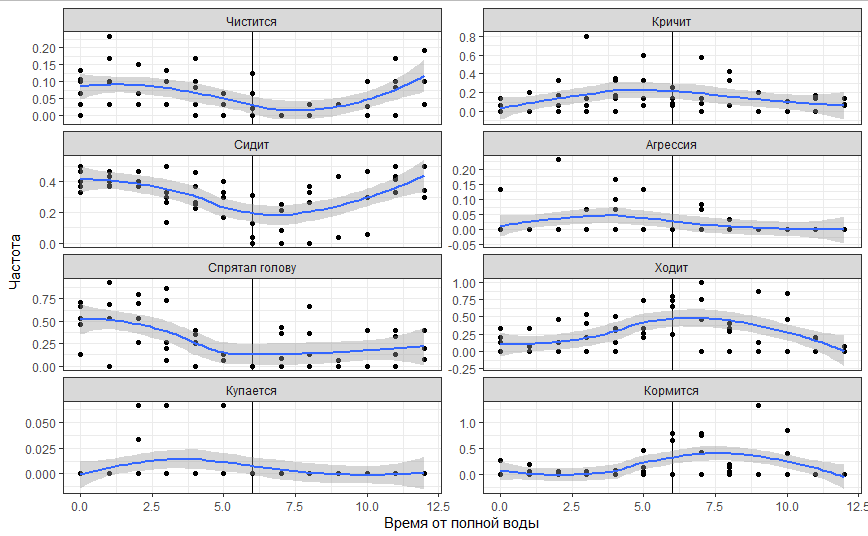 Чистится
Кричит
0.20
0.15
0.10
0.05
0.00
0.8
0.6
0.4
0.2
0.0
Сидит
Агрессия
0.4
0.2
0.0
0.20
0.15
0.10
0.05
0.00
-0.05
Спрятал голову
Ходит
0.75
0.50
0.25
0.00
1.00
0.75
0.50
0.25
0.00
-0.25
Купается
Кормится
0.050
0.025
0.000
1.0
0.5
0.0
0.0 2.5 5.0 7.5 10.0 12.5
0.0 2.5 5.0 7.5 10.0 12.5
Время от полной воды
Частота